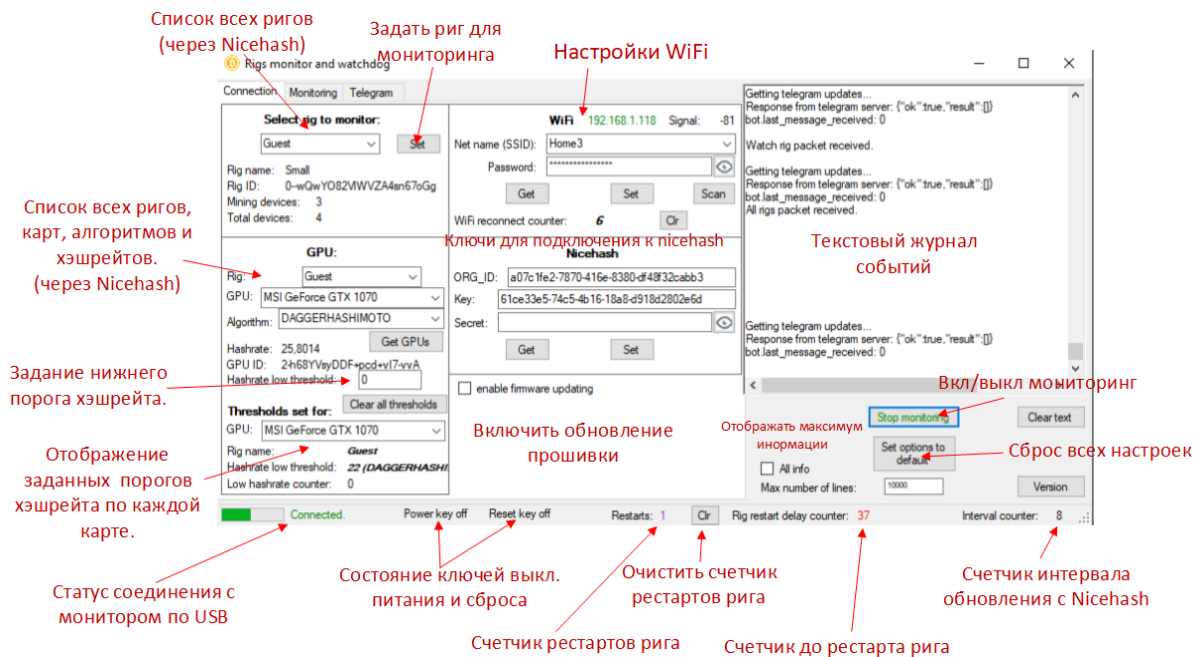 Список всех ригов
(через Nicehash)
Задать риг для
мониторинга
Настройки WiFi
Rigs monitor and watchdog
Connection
Monitoring
Telegram
Select rig to monitor:
Guest
Set
Rig name: Small
Rig ID: 0-wQwYO82VlWVZA4sn67oGg
Mining devices: 3
Total devices: 4
WiFi 192.168.1.118 Signal: -81
Net name (SSID): Home3
Password: ****************
Get
Set
Scan
WiFi reconnect counter: 6 Clr
Список всех ригов,
карт, алгоритмов и
хэшрейтов.
(через Nicehash)
GPU:
Rig: Guest
GPU: MSI GeForce GTX 1070
Algorithm: DAGGERHASHIMOTO
Get GPUs
Hashrate: 25,8014
GPU ID: 2-h68YVsyDDF+pcd+vI7-vvA
Hashrate low threshold: 0
Ключи для подключения к nicehash
Nicehash
ORG_ID: a07c1fe2-7870-416e-8380-df48f32cabb3
Key: 61ce33e5-74c5-4b16-18a8-d918d2802e6d
Secret:
Get
Set
Задание нижнего
порога хэшрейта.
Clear all thresholds
Thresholds set for:
GPU: MSI GeForce GTX 1070
Rig name: Guest
Hashrate low threshold: 22 (DAGGERHASHI
Low hashrate counter: 0
enable firmware updating
Включить обновление
прошивки
Отображение
заданных порогов
хэшрейта по каждой
карте.
Getting telegram updates...
Response from telegram server: {"ok":true,"result":[]}
bot.last_message_received: 0
Watch rig packet received.
Getting telegram updates...
Response from telegram server: {"ok":true,"result":[]}
bot.last_message_received: 0
All rigs packet received.
Текстовый журнал
событий
Getting telegram updates...
Response from telegram server: {"ok":true,"result":[]}
bot.last_message_received: 0
Вкл/выкл мониторинг
Stop monitoring
Clear text
Отображать максимум
инормации
Set options to
default
Сброс всех настроек
All info
Max number of lines: 10000
Version
Connected.
Power key off
Reset key off
Restarts: 1
Clr
Rig restart delay counter: 37
Interval counter: 8
Статус соединения с
монитором по USB
Состояние ключей выкл.
питания и сброса
Очистить счетчик
рестартов рига
Счетчик интервала
обновления с Nicehash
Счетчик рестартов рига
Счетчик до рестарта рига